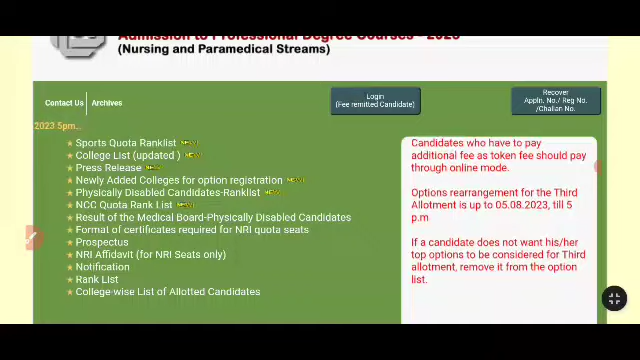 Admission to Professional Degree Courses - 2023
(Nursing and Paramedical Streams)
Contact Us
Archives
Login
(Fee remitted Candidate)
Recover
Appln. No./ Reg No.
/Challan No.
2023 5pm...
Sports Quota Ranklist NEW
College List (updated ) NEW
Press Release NEW
Newly Added Colleges for option registration NEW
Physically Disabled Candidates-Ranklist NEW
NCC Quota Rank List NEW
Result of the Medical Board-Physically Disabled Candidates
Format of certificates required for NRI quota seats
Prospectus
NRI Affidavit (for NRI Seats only)
Notification
Rank List
College-wise List of Allotted Candidates
Candidates who have to pay
additional fee as token fee should pay
through online mode.
Options rearrangement for the Third
Allotment is up to 05.08.2023, till 5
p.m
If a candidate does not want his/her
top options to be considered for Third
allotment, remove it from the option
list.